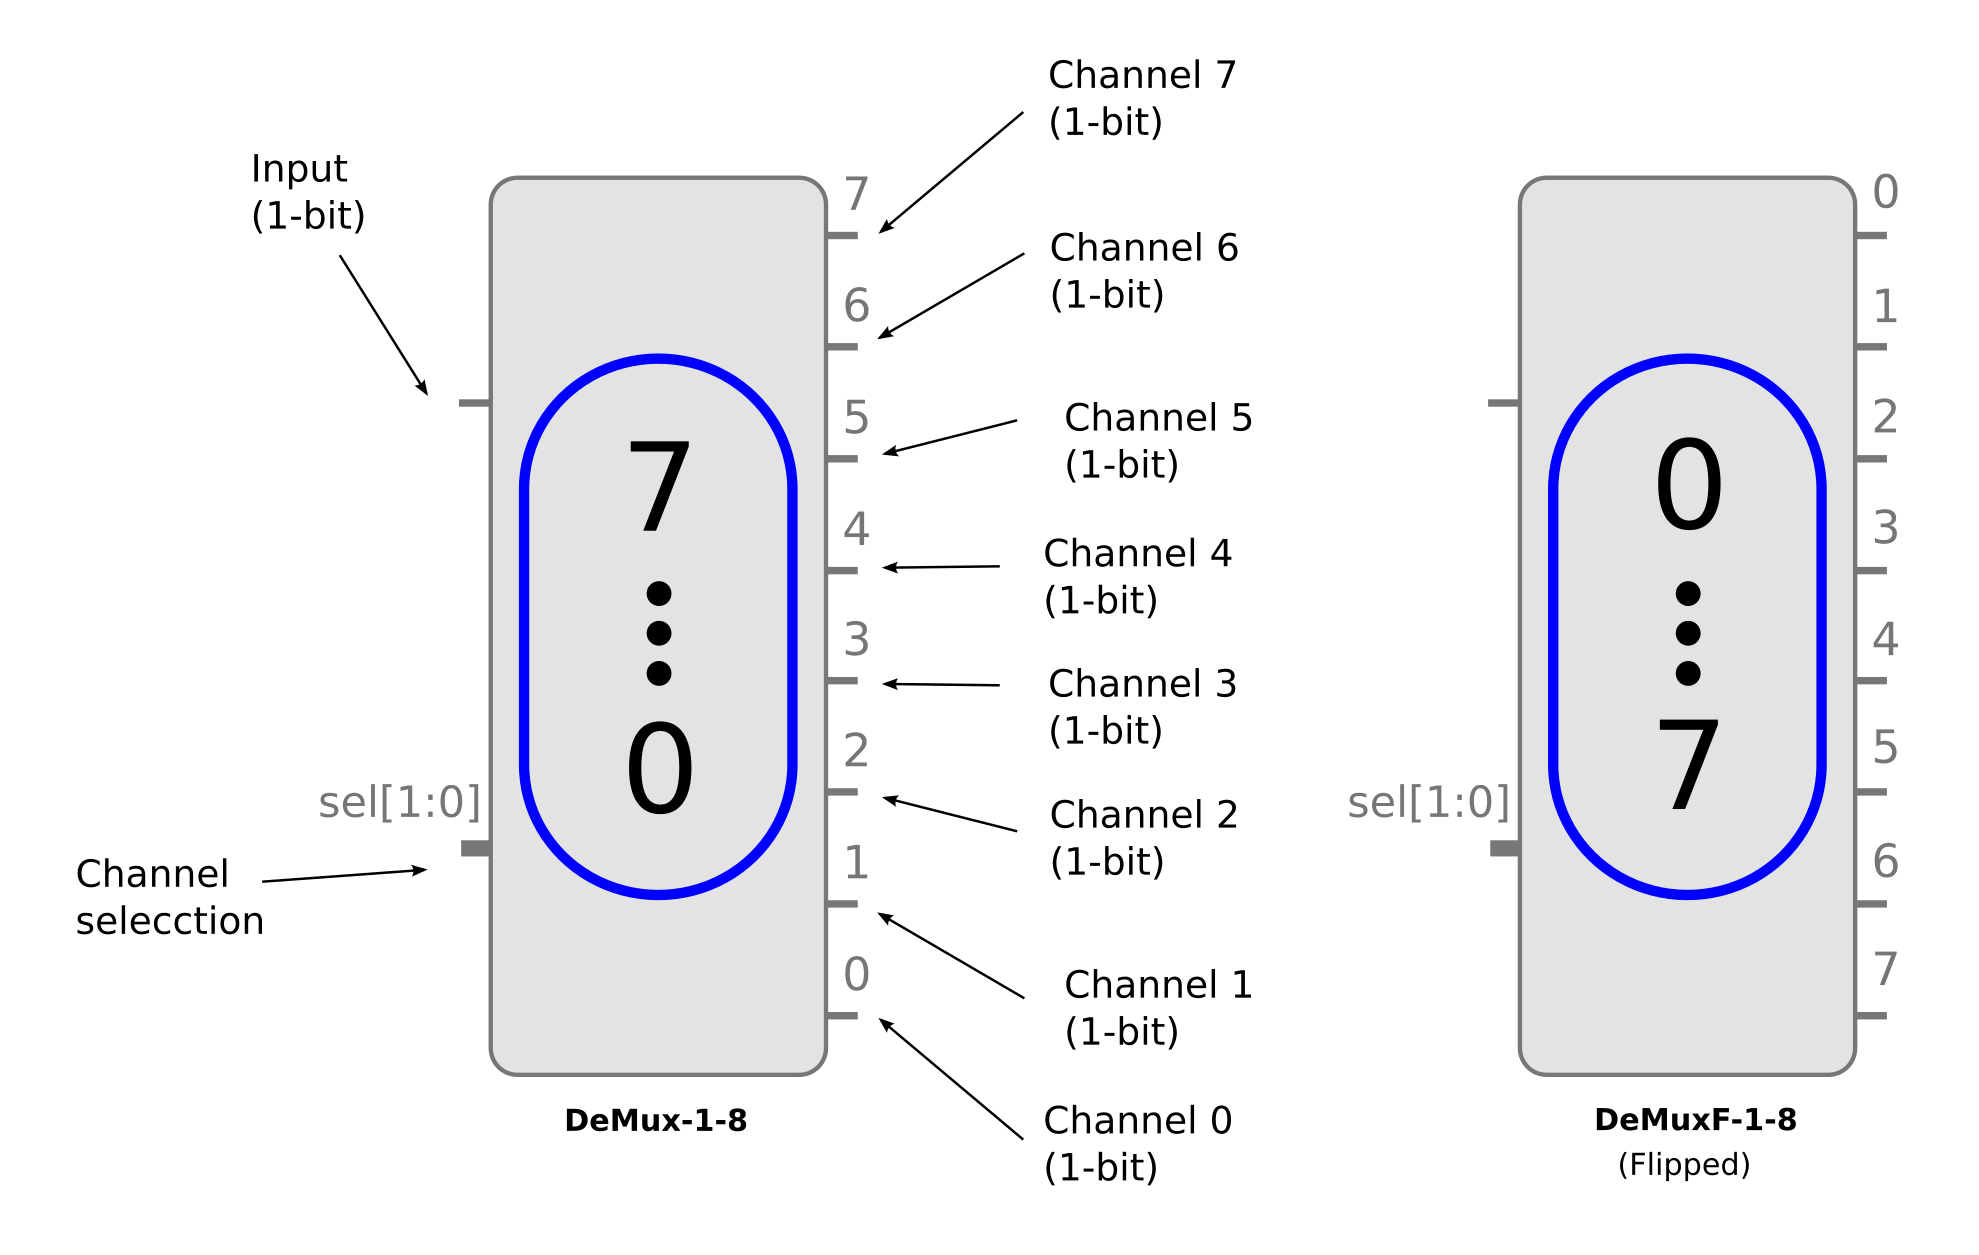 Input
(1-bit)
sel[1:0]
Channel
selecction
7
0
7
6
5
4
3
2
1
0
DeMux-1-8
Channel 7
(1-bit)
Channel 6
(1-bit)
Channel 5
(1-bit)
Channel 4
(1-bit)
Channel 3
(1-bit)
Channel 2
(1-bit)
Channel 1
(1-bit)
Channel 0
(1-bit)
sel[1:0]
0
7
0
1
2
3
4
5
6
7
DeMuxF-1-8
(Flipped)